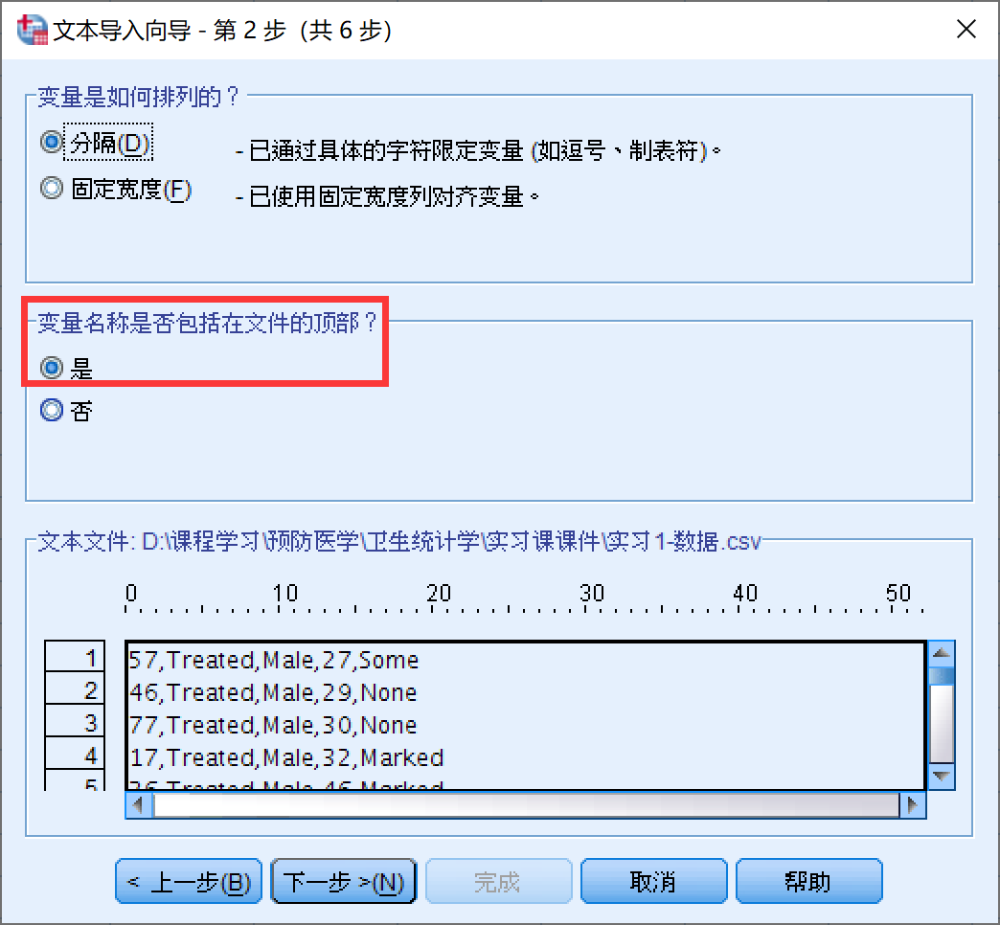 文本导入向导 - 第 2 步（共 6 步）
变量是如何排列的？
分隔(D) - 已通过具体的字符限定变量 (如逗号、制表符)。
固定宽度(F) - 已使用固定宽度列对齐变量。
变量名称是否包括在文件的顶部？
是
否
文本文件: D:\课程学习\预防医学\卫生统计学\实习课课件\实习1-数据.csv
0 10 20 30 40 50
1 57,Treated,Male,27,Some
2 46,Treated,Male,29,None
3 77,Treated,Male,30,None
4 17,Treated,Male,32,Marked
5 36,Treated,Male,46,Marked
< 上一步(B) 下一步 >(N) 完成 取消 帮助